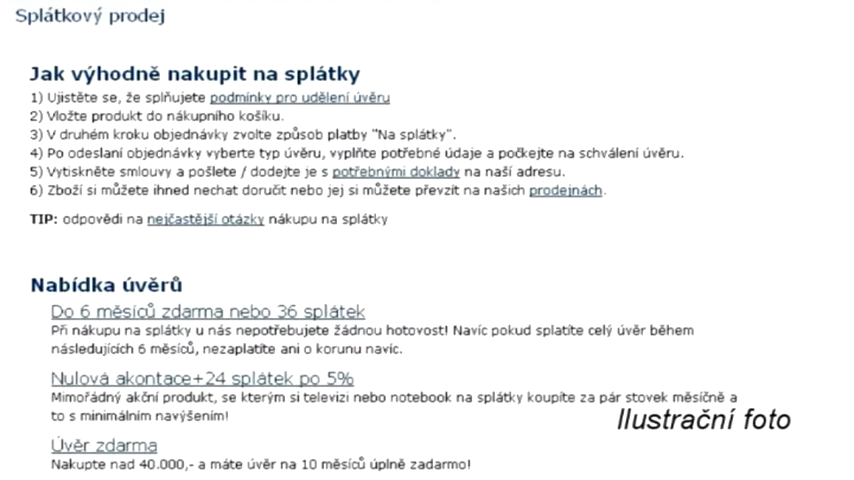 Splátkový prodej
Jak výhodně nakupit na splátky
1) Ujistěte se, že splňujete podmínky pro udělení úvěru
2) Vložte produkt do nákupního košíku.
3) V druhém kroku objednávky zvolte způsob platby "Na splátky".
4) Po odeslaní objednávky vyberte typ úvěru, vyplňte potřebné údaje a počkejte na schválení úvěru.
5) Vytiskněte smlouvy a pošlete / dodejte je s potřebnými doklady na naší adresu.
6) Zboží si můžete ihned nechat doručit nebo jej si můžete převzit na našich prodejnách.
TIP: odpovědi na nejčastější otázky nákupu na splátky
Nabídka úvěrů
Do 6 měsíců zdarma nebo 36 splátek
Při nákupu na splátky u nás nepotřebujete žádnou hotovost! Navíc pokud splatíte celý úvěr během
následujících 6 měsíců, nezaplatíte ani o korunu navíc.
Nulová akontace+24 splátek po 5%
Mimořádný akční produkt, se kterým si televizi nebo notebook na splátky koupíte za pár stovek měsíčně a
to s minimálním navýšením!
Ilustrační foto
Úvěr zdarma
Nakupte nad 40.000,- a máte úvěr na 10 měsíců úplně zadarmo!